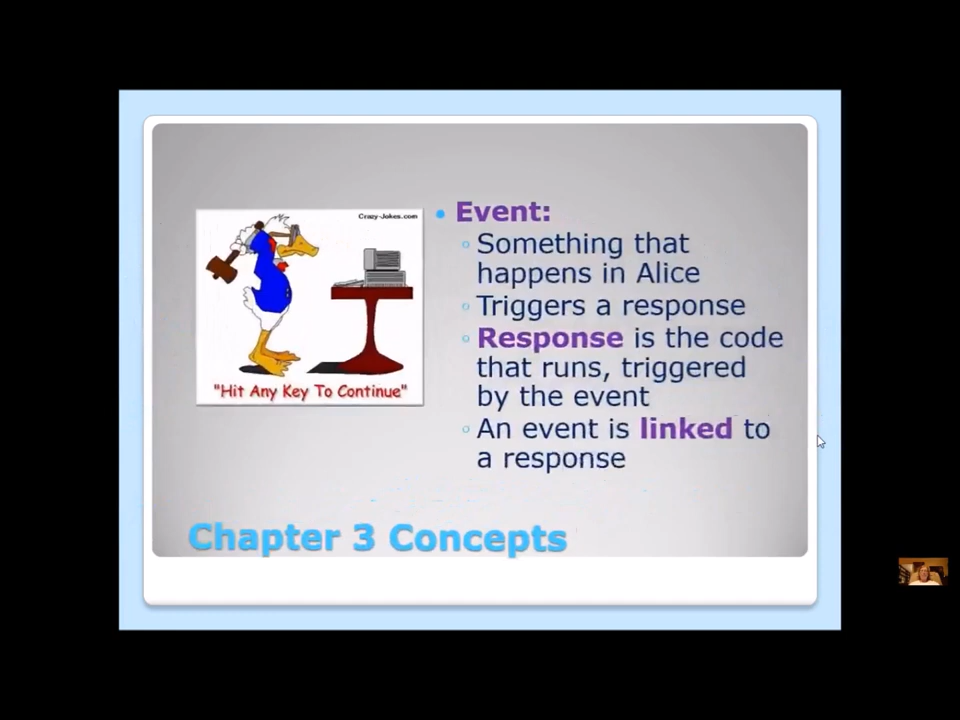 Crazy-Jokes.com
"Hit Any Key To Continue"
Event:
Something that
happens in Alice
Triggers a response
Response is the code
that runs, triggered
by the event
An event is linked to
a response
Chapter 3 Concepts